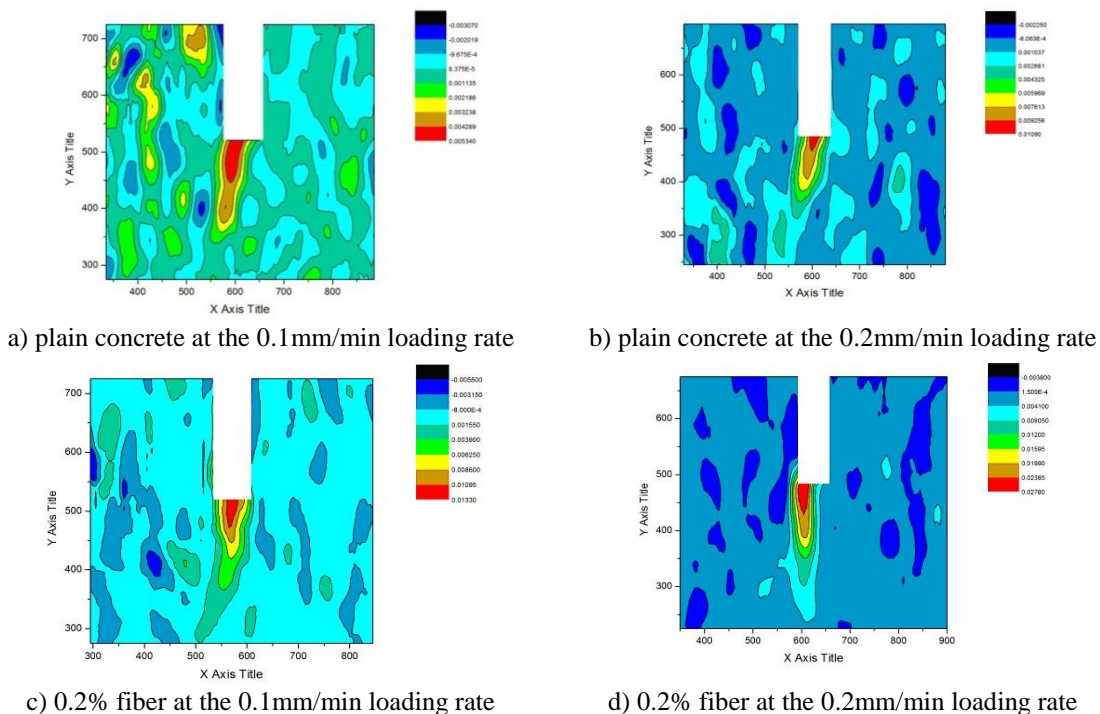 -0.003070
-0.002019
-9.675E-4
8.375E-5
0.001135
0.002186
0.003238
0.004289
0.005340
700
600
500
400
300
Y Axis Title
400 500 600 700 800
X Axis Title
-0.002250
-6.063E-4
0.001037
0.002681
0.004325
0.005969
0.007613
0.009256
0.01090
600
500
400
300
Y Axis Title
400 500 600 700 800
X Axis Title
a) plain concrete at the 0.1mm/min loading rate
b) plain concrete at the 0.2mm/min loading rate
-0.005500
-0.003150
-8.000E-4
0.001550
0.003900
0.006250
0.008600
0.01095
0.01330
700
600
500
400
300
Y Axis Title
300 400 500 600 700 800
X Axis Title
-0.003800
1.500E-4
0.004100
0.008050
0.01200
0.01595
0.01990
0.02385
0.02780
600
500
400
300
Y Axis Title
400 500 600 700 800 900
X Axis Title
c) 0.2% fiber at the 0.1mm/min loading rate
d) 0.2% fiber at the 0.2mm/min loading rate